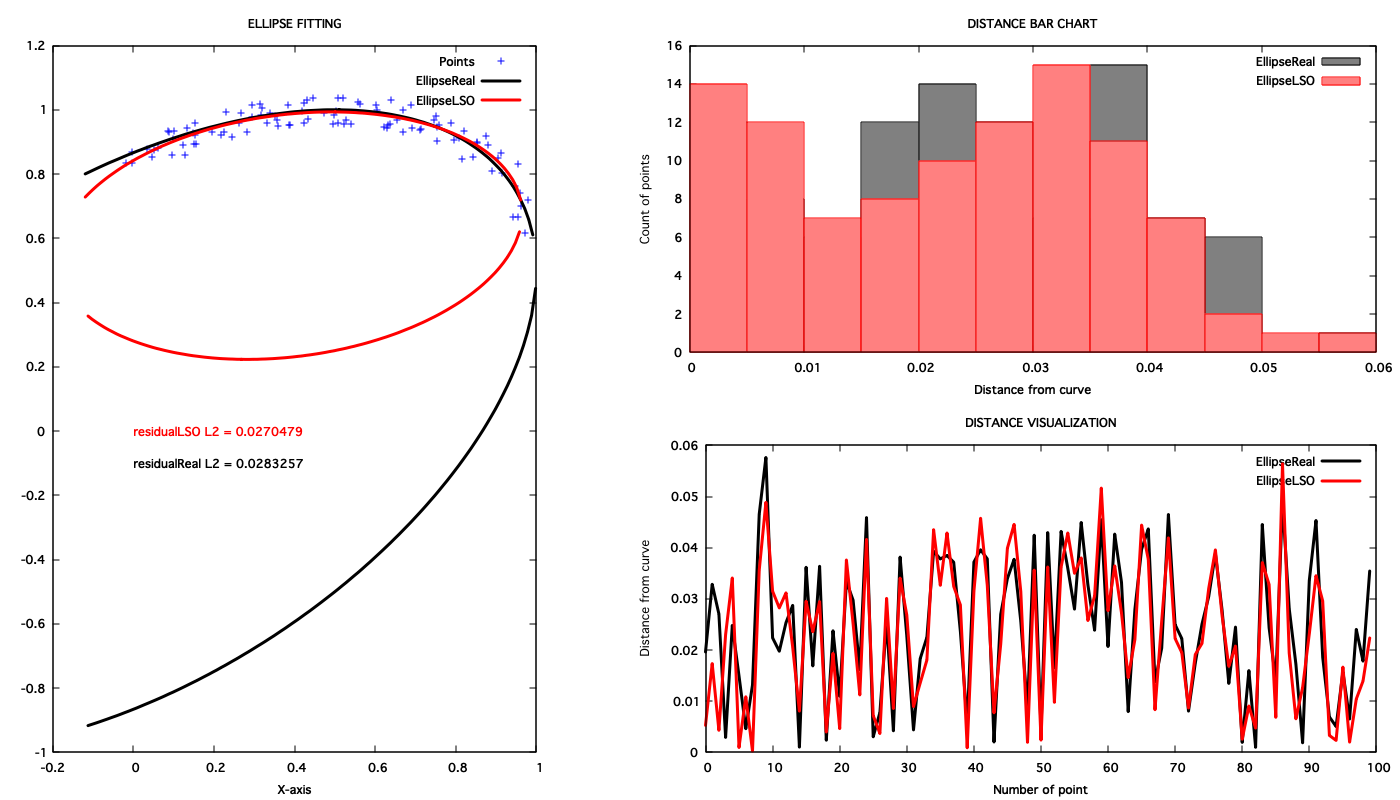 ELLIPSE FITTING
1.2
1
0.8
0.6
0.4
0.2
0
-0.2
-0.4
-0.6
-0.8
-1
Points
EllipseReal
EllipseLSO
residualLSO L2 = 0.0270479
residualReal L2 = 0.0283257
-0.2 0 0.2 0.4 0.6 0.8 1
X-axis
DISTANCE BAR CHART
16
14
12
10
8
6
4
2
0
Count of points
EllipseReal
EllipseLSO
0 0.01 0.02 0.03 0.04 0.05 0.06
Distance from curve
DISTANCE VISUALIZATION
0.06
0.05
0.04
0.03
0.02
0.01
0
Distance from curve
EllipseReal
EllipseLSO
0 10 20 30 40 50 60 70 80 90 100
Number of point